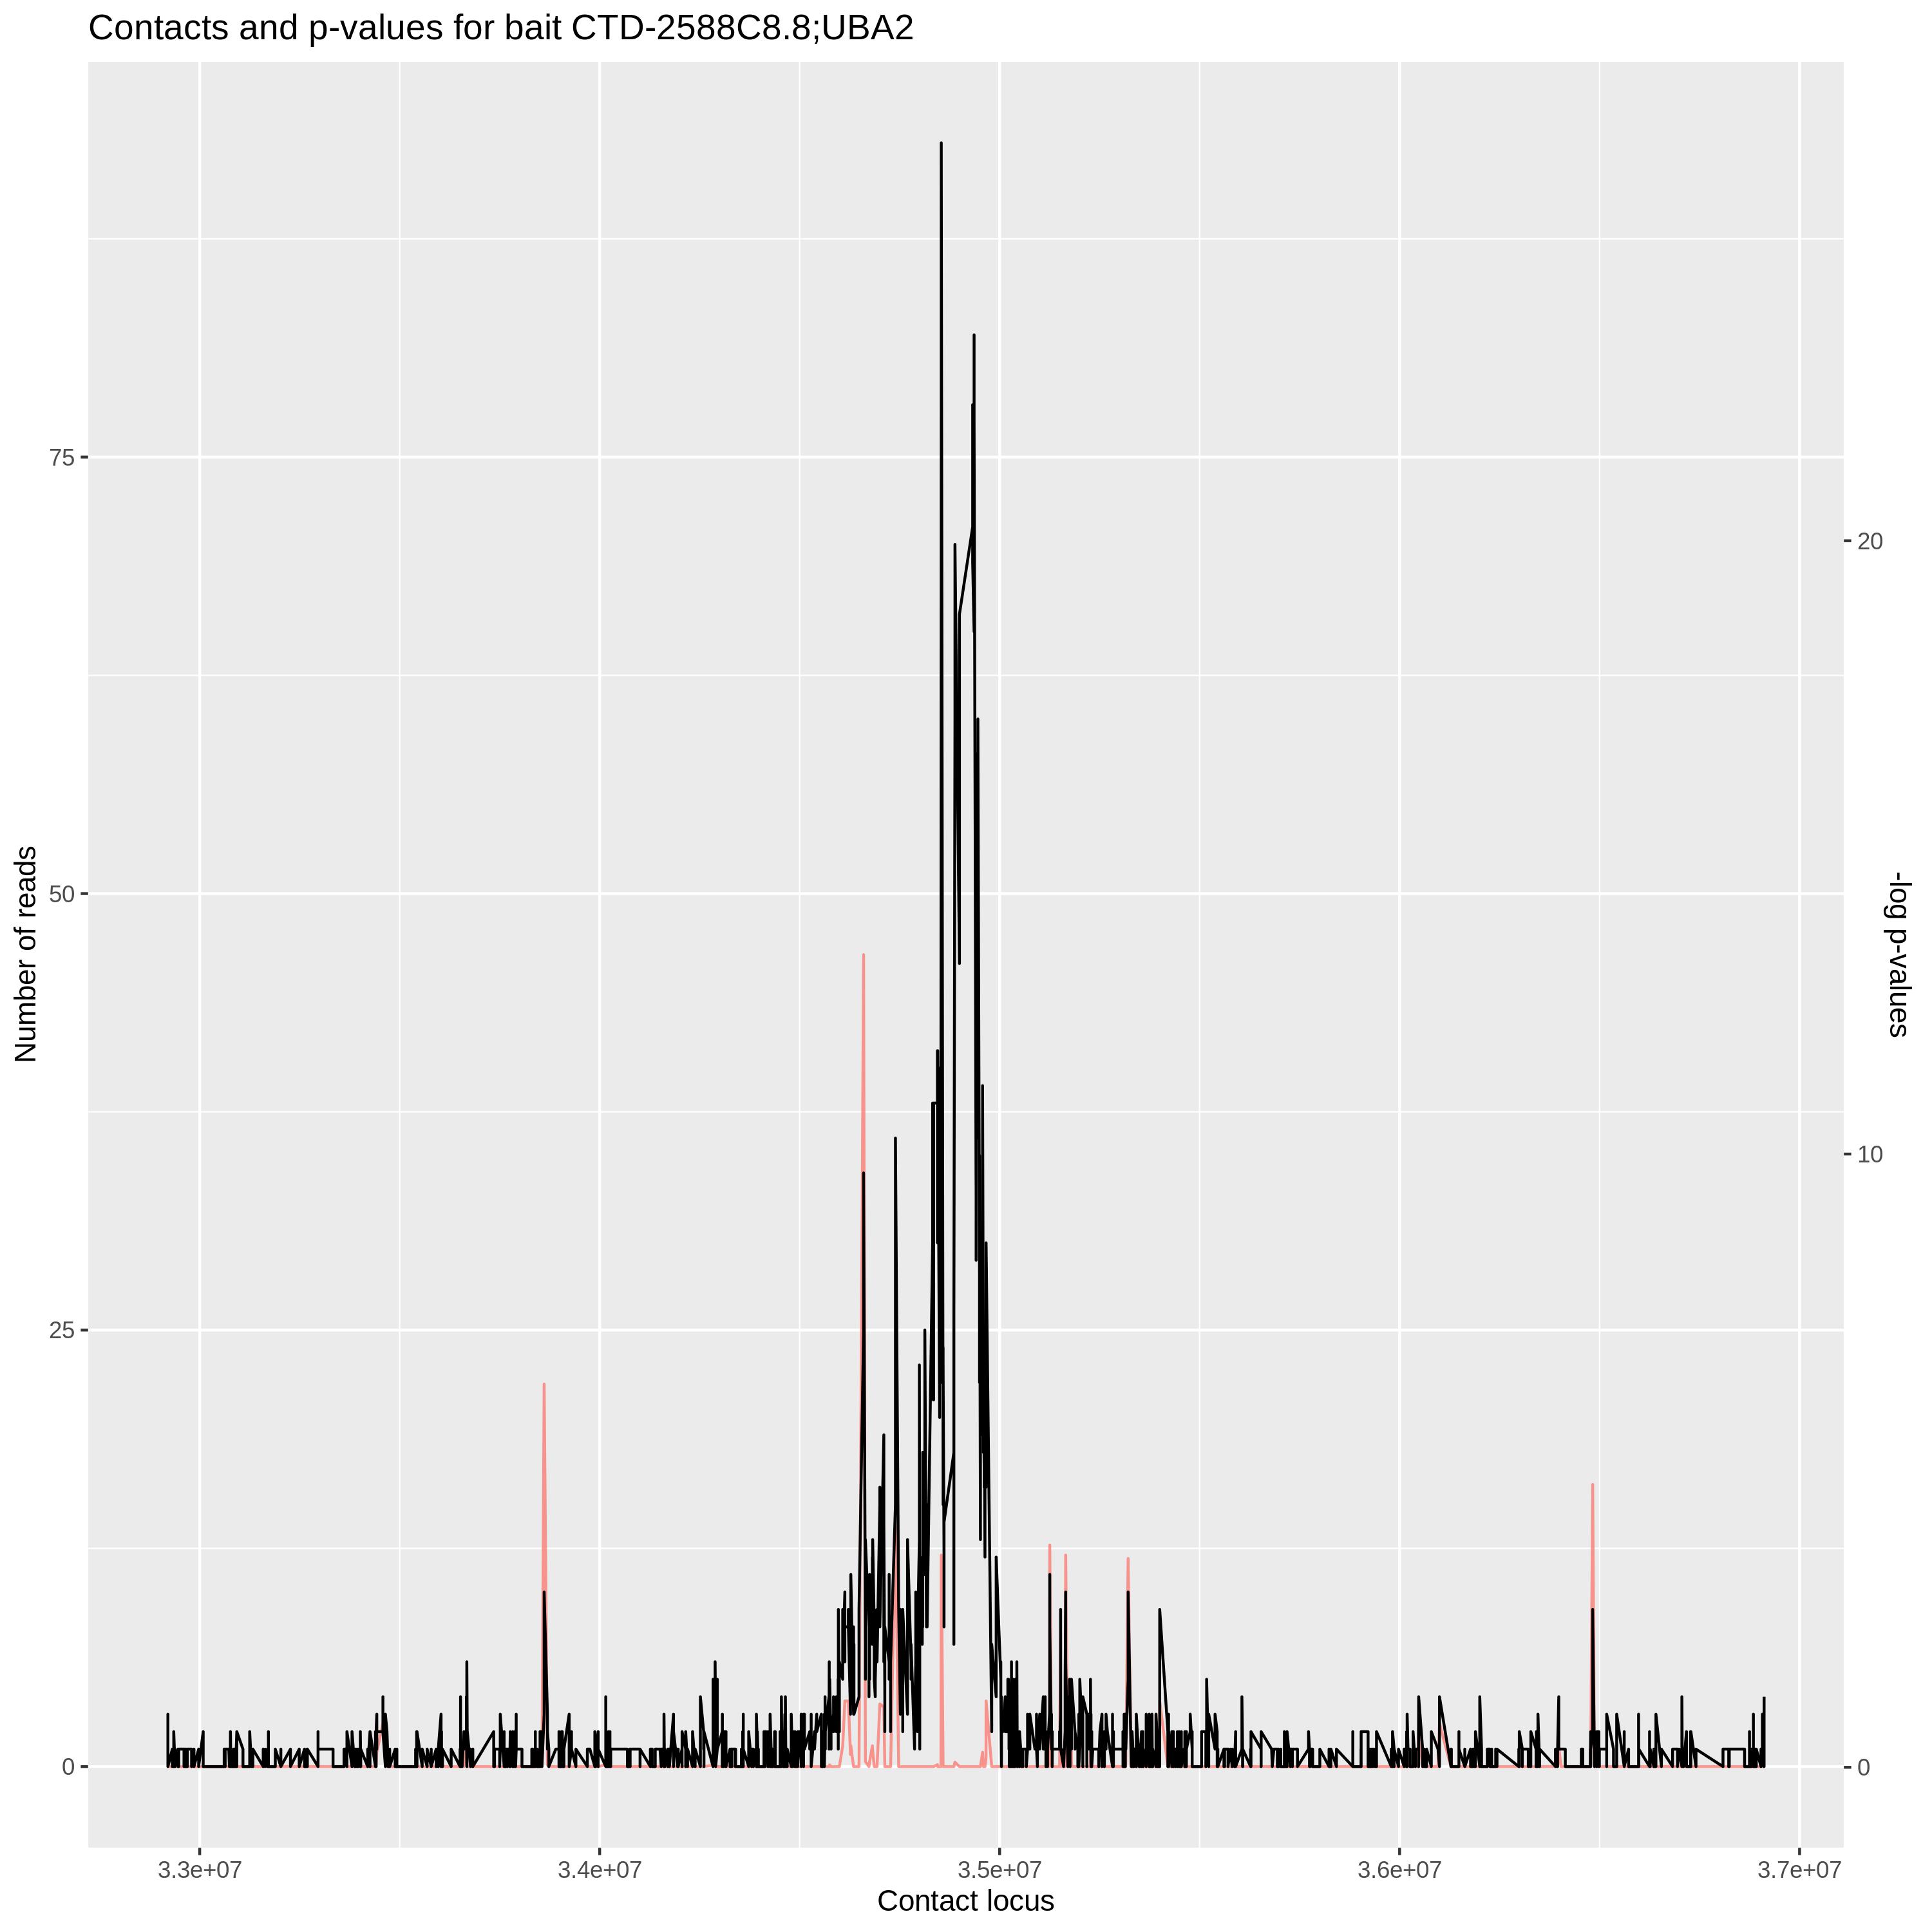 Contacts and p-values for bait CTD-2588C8.8;UBA2
75
50
25
0
Number of reads
20
10
0
-log p-values
3.3e+07
3.4e+07
3.5e+07
3.6e+07
3.7e+07
Contact locus